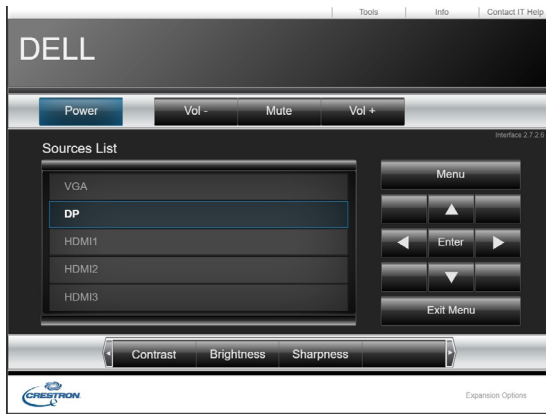 Tools Info Contact IT Help
DELL
Power Vol - Mute Vol +
Interface 2.7.2.6
Sources List
VGA
DP
HDMI1
HDMI2
HDMI3
Menu
Enter
Exit Menu
Contrast Brightness Sharpness
CRESTRON
Expansion Options